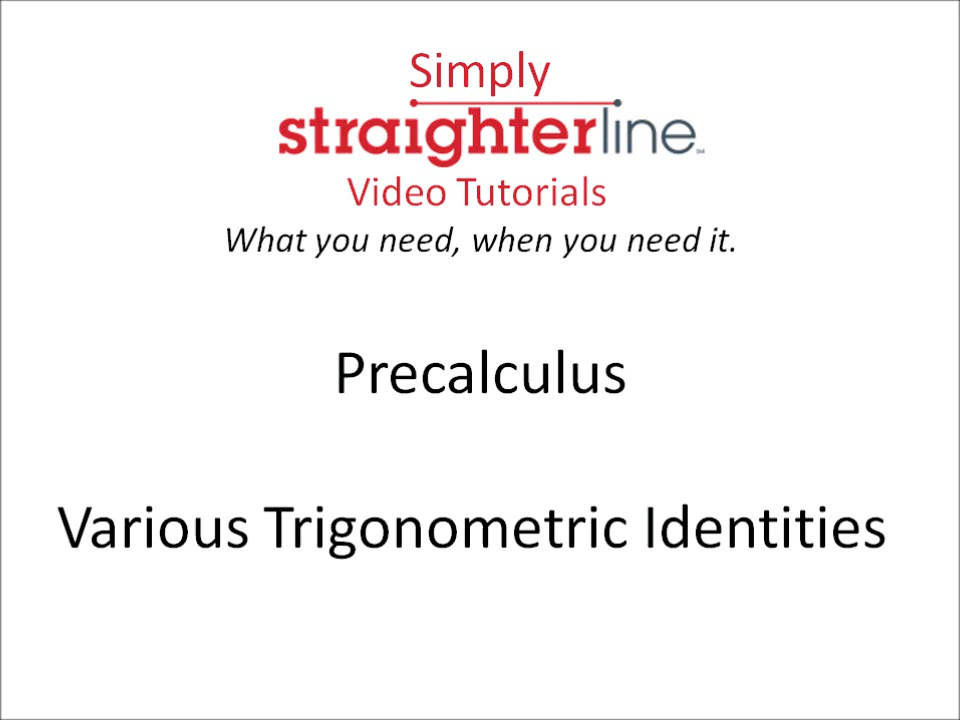 Simply
straighterline
Video Tutorials
What you need, when you need it.
Precalculus
Various Trigonometric Identities